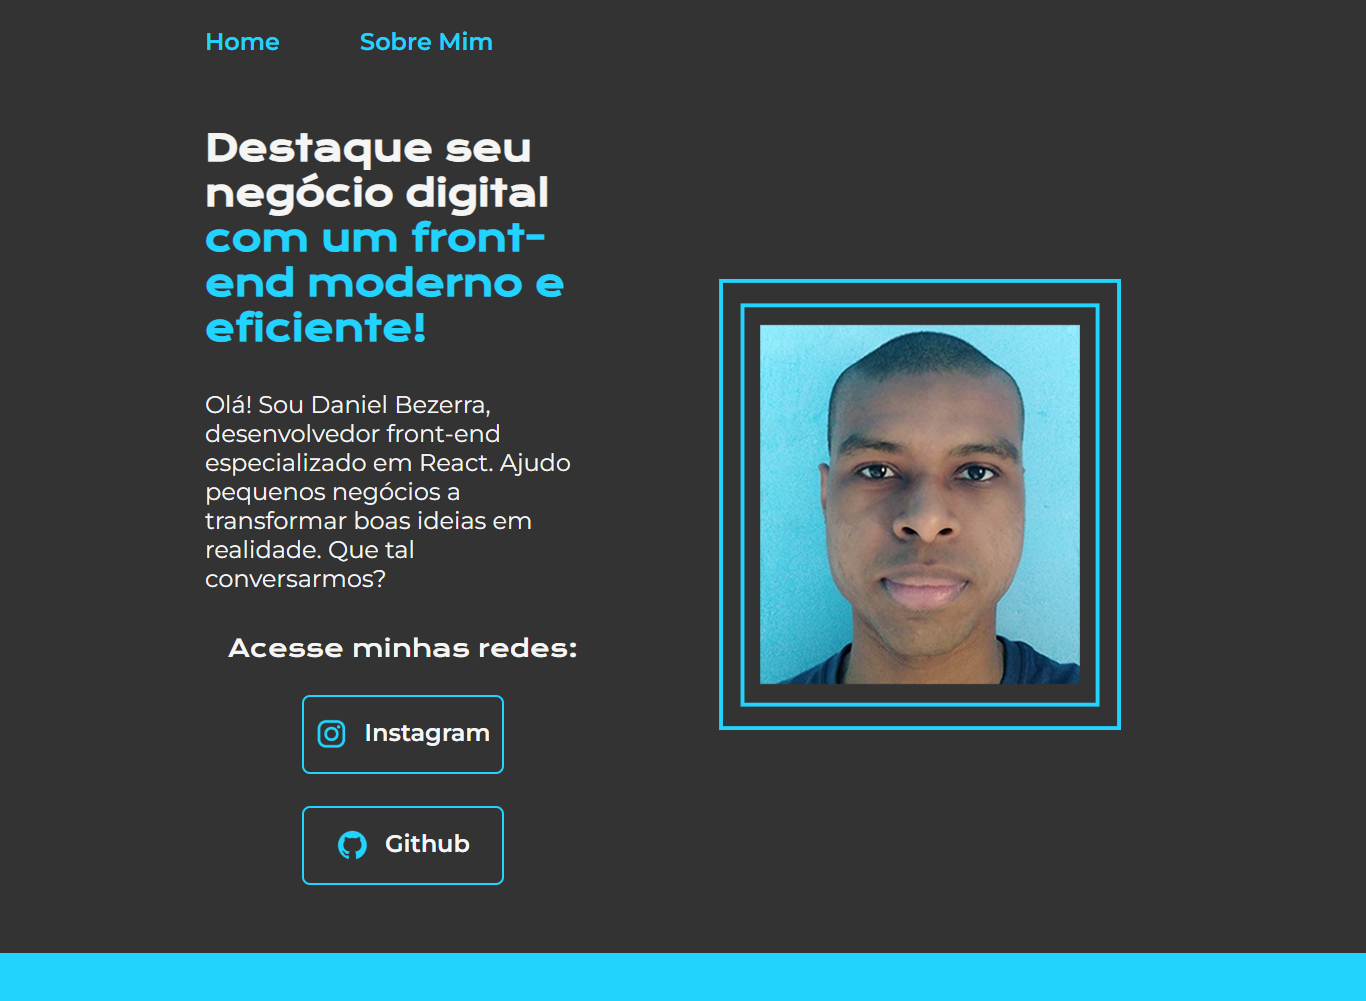 Home
Sobre Mim
Destaque seu
negócio digital
com um front-
end moderno e
eficiente!
Olá! Sou Daniel Bezerra,
desenvolvedor front-end
especializado em React. Ajudo
pequenos negócios a
transformar boas ideias em
realidade. Que tal
conversarmos?
Acesse minhas redes:
Instagram
Github